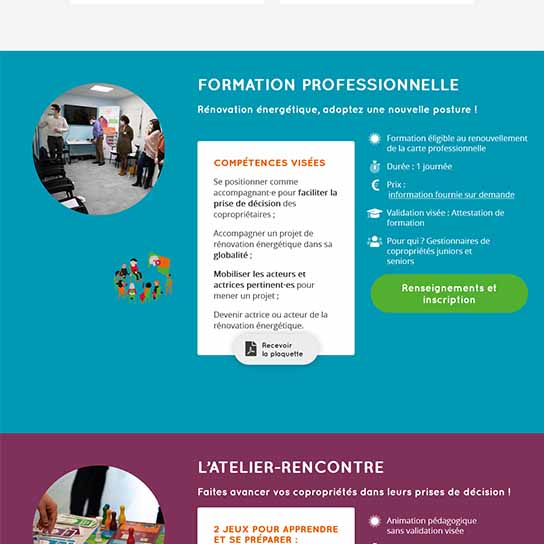 FORMATION PROFESSIONNELLE
Rénovation énergétique, adoptez une nouvelle posture !
COMPÉTENCES VISÉES
Se positionner comme
accompagnant·e pour faciliter la
prise de décision des
copropriétaires ;
Accompagner un projet de
rénovation énergétique dans sa
globalité ;
Mobiliser les acteurs et
actrices pertinent·es pour
mener un projet ;
Devenir actrice ou acteur de la
rénovation énergétique.
Recevoir
la plaquette
Formation éligible au renouvellement
de la carte professionnelle
Durée : 1 journée
Prix :
information fournie sur demande
Validation visée : Attestation de
formation
Pour qui ? Gestionnaires de
copropriétés juniors et
seniors
Renseignements et
inscription
L'ATELIER-RENCONTRE
Faites avancer vos copropriétés dans leurs prises de décision !
2 JEUX POUR APPRENDRE
ET SE PRÉPARER :
Animation pédagogique
sans validation visée